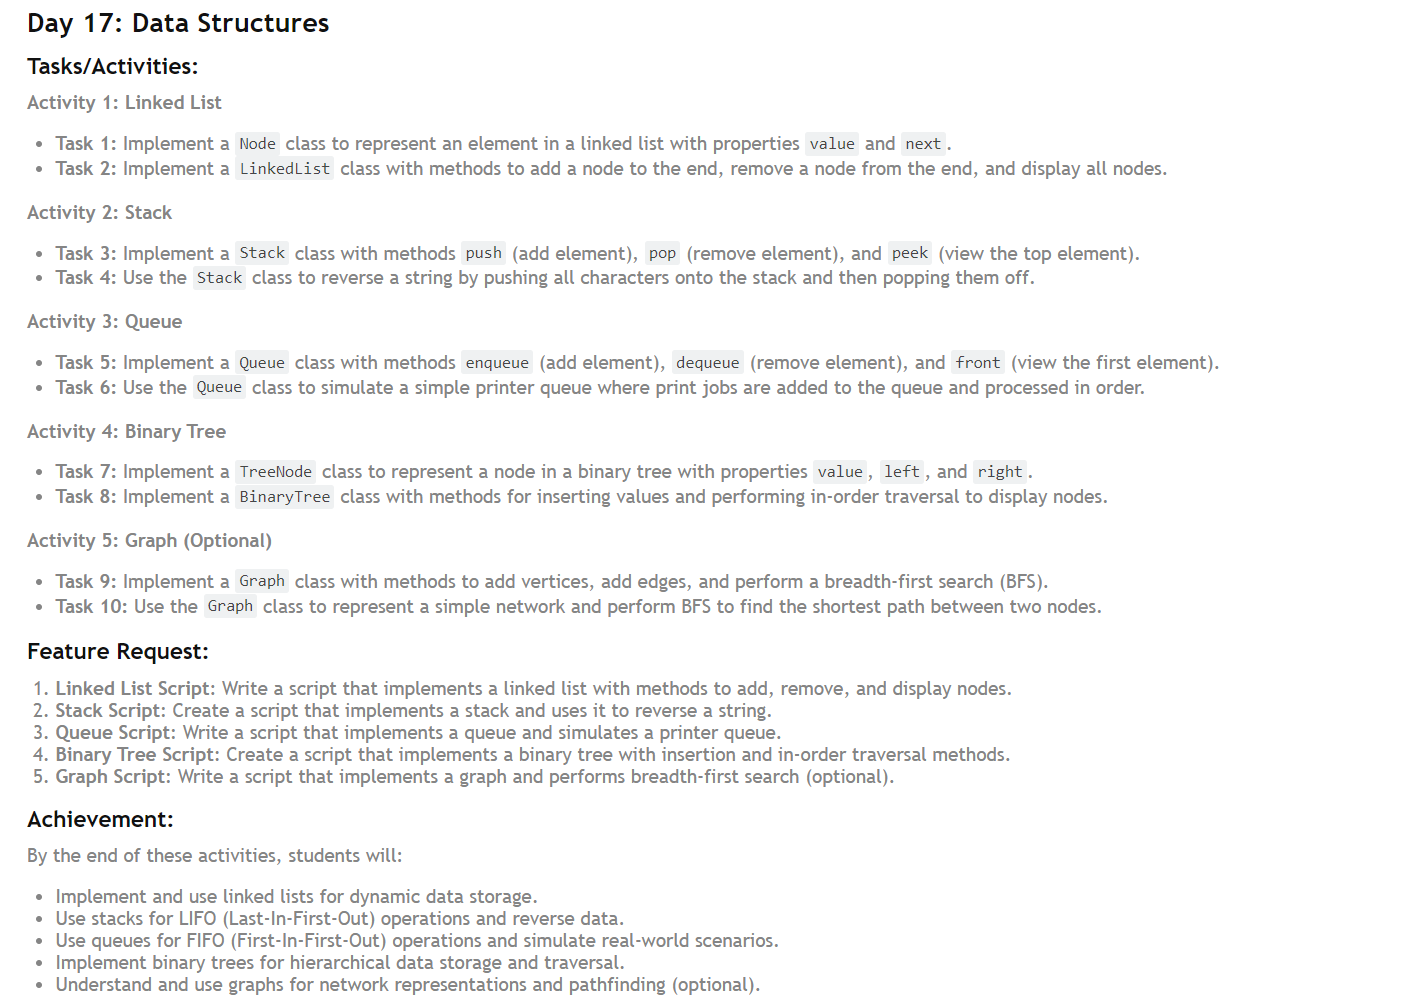 Day 17: Data Structures
Tasks/Activities:
Activity 1: Linked List
• Task 1: Implement a Node class to represent an element in a linked list with properties value and next.
• Task 2: Implement a LinkedList class with methods to add a node to the end, remove a node from the end, and display all nodes.
Activity 2: Stack
• Task 3: Implement a Stack class with methods push (add element), pop (remove element), and peek (view the top element).
• Task 4: Use the Stack class to reverse a string by pushing all characters onto the stack and then popping them off.
Activity 3: Queue
• Task 5: Implement a Queue class with methods enqueue (add element), dequeue (remove element), and front (view the first element).
• Task 6: Use the Queue class to simulate a simple printer queue where print jobs are added to the queue and processed in order.
Activity 4: Binary Tree
• Task 7: Implement a TreeNode class to represent a node in a binary tree with properties value, left, and right.
• Task 8: Implement a BinaryTree class with methods for inserting values and performing in-order traversal to display nodes.
Activity 5: Graph (Optional)
• Task 9: Implement a Graph class with methods to add vertices, add edges, and perform a breadth-first search (BFS).
• Task 10: Use the Graph class to represent a simple network and perform BFS to find the shortest path between two nodes.
Feature Request:
1. Linked List Script: Write a script that implements a linked list with methods to add, remove, and display nodes.
2. Stack Script: Create a script that implements a stack and uses it to reverse a string.
3. Queue Script: Write a script that implements a queue and simulates a printer queue.
4. Binary Tree Script: Create a script that implements a binary tree with insertion and in-order traversal methods.
5. Graph Script: Write a script that implements a graph and performs breadth-first search (optional).
Achievement:
By the end of these activities, students will:
• Implement and use linked lists for dynamic data storage.
• Use stacks for LIFO (Last-In-First-Out) operations and reverse data.
• Use queues for FIFO (First-In-First-Out) operations and simulate real-world scenarios.
• Implement binary trees for hierarchical data storage and traversal.
• Understand and use graphs for network representations and pathfinding (optional).